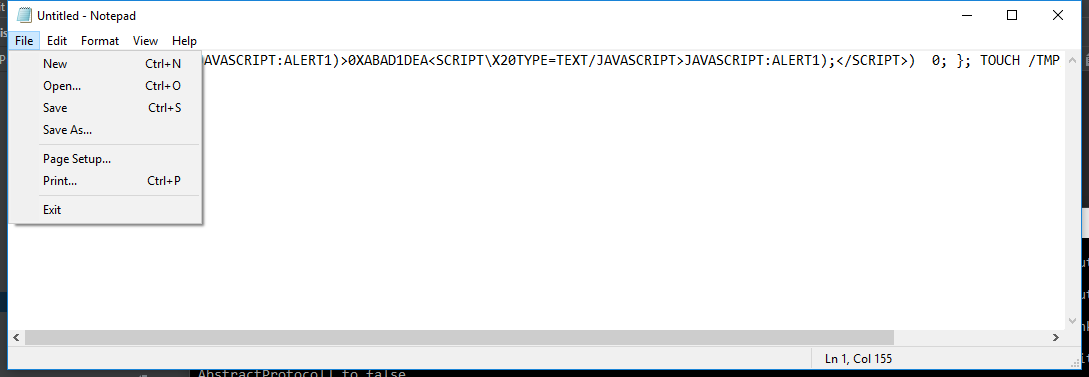 Untitled - Notepad
File Edit Format View Help
AVASCRIPT:ALERT1)>0XABAD1DEA<SCRIPT\X20TYPE=TEXT/JAVASCRIPT>JAVASCRIPT:ALERT1);</SCRIPT>)  0; }; TOUCH /TMP
New Ctrl+N
Open... Ctrl+O
Save Ctrl+S
Save As...
Page Setup...
Print... Ctrl+P
Exit
Ln 1, Col 155
AbstractProtocol] to false